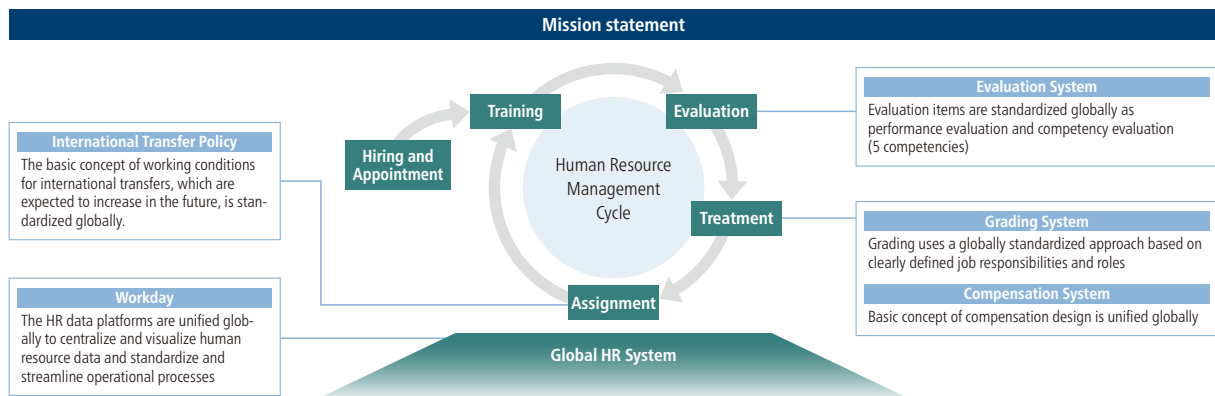 Mission statement
International Transfer Policy
The basic concept of working conditions
for international transfers, which are
expected to increase in the future, is stan-
dardized globally.
Workday
The HR data platforms are unified glob-
ally to centralize and visualize human
resource data and standardize and
streamline operational processes
Hiring and
Appointment
Training
Evaluation
Human Resource
Management
Cycle
Treatment
Assignment
Global HR System
Evaluation System
Evaluation items are standardized globally as
performance evaluation and competency evaluation
(5 competencies)
Grading System
Grading uses a globally standardized approach based on
clearly defined job responsibilities and roles
Compensation System
Basic concept of compensation design is unified globally